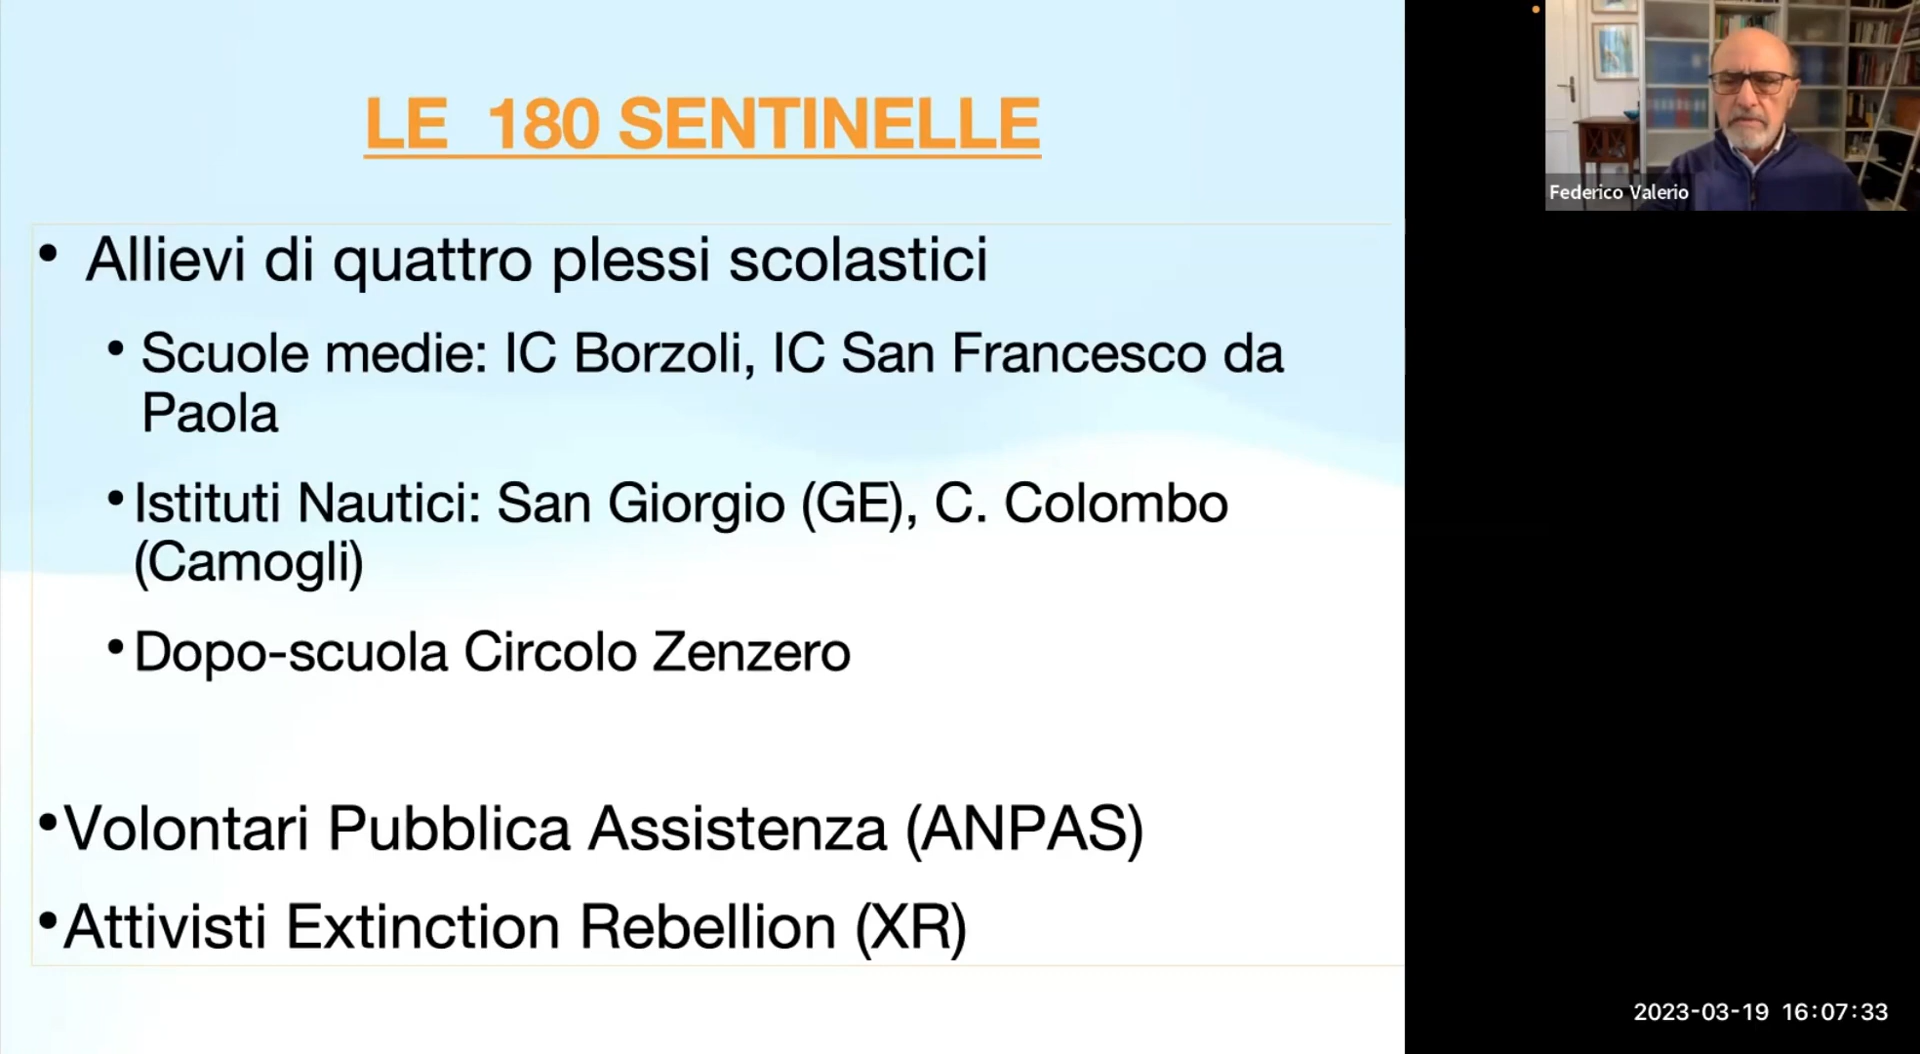 LE 180 SENTINELLE
• Allievi di quattro plessi scolastici
• Scuole medie: IC Borzoli, IC San Francesco da
Paola
• Istituti Nautici: San Giorgio (GE), C. Colombo
(Camogli)
• Dopo-scuola Circolo Zenzero
• Volontari Pubblica Assistenza (ANPAS)
• Attivisti Extinction Rebellion (XR)
Federico Valerio
2023-03-19 16:07:33